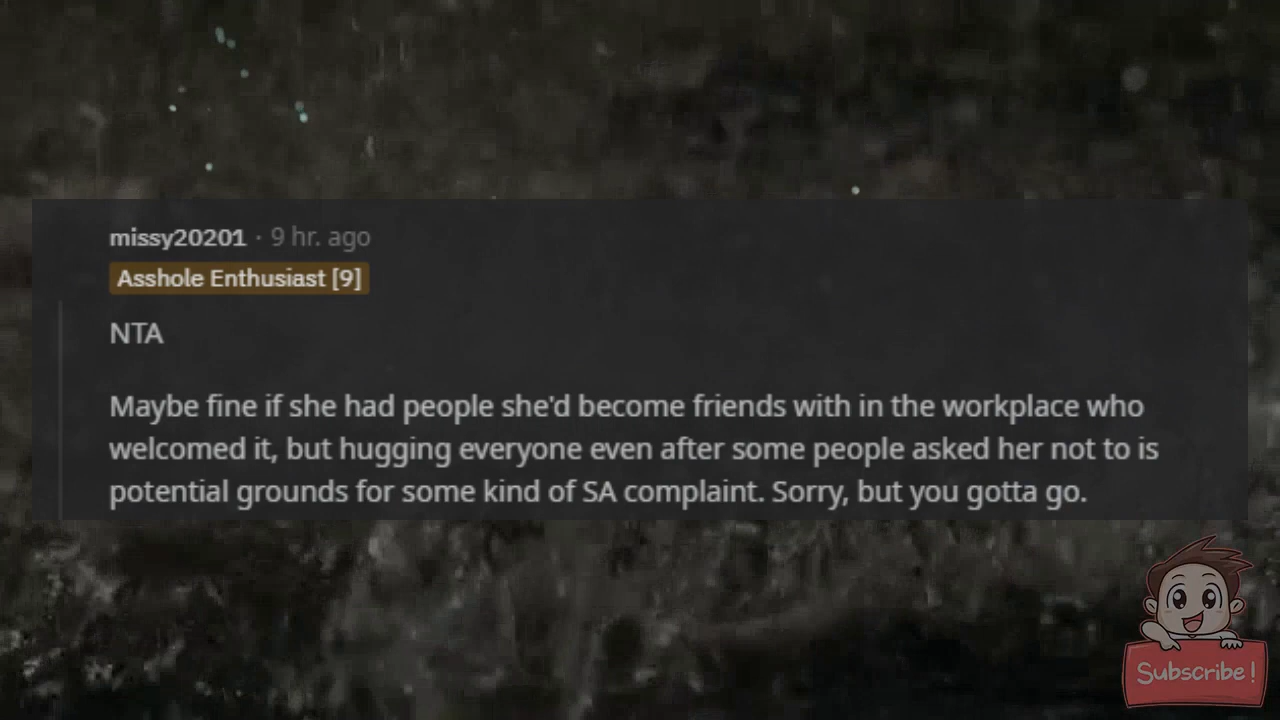 missy20201 · 9 hr. ago
Asshole Enthusiast [9]
NTA
Maybe fine if she had people she'd become friends with in the workplace who
welcomed it, but hugging everyone even after some people asked her not to is
potential grounds for some kind of SA complaint. Sorry, but you gotta go.
Subscribe!